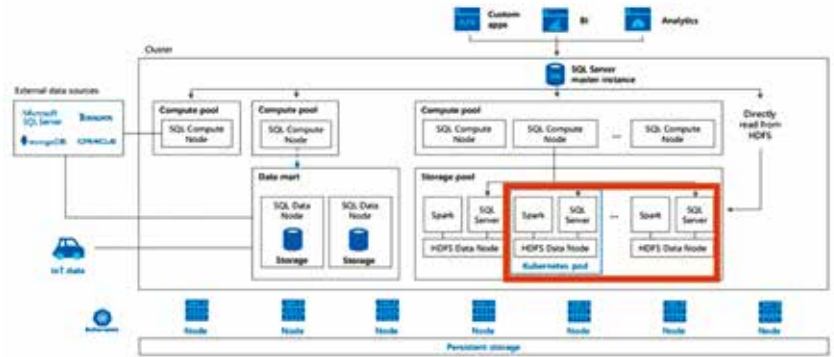 Custom
apps
BI
Analytics
Cluster
SQL Server
master instance
External data sources
Microsoft
SQL Server
mongoDB
ORACLE
Compute pool
SQL Compute
Node
Compute pool
SQL Compute
Node
Compute pool
SQL Compute
Node
SQL Compute
Node
...
SQL Compute
Node
Directly
read from
HDFS
Data mart
SQL Data
Node
Storage
SQL Data
Node
Storage
Storage pool
Spark
SQL
Server
HDFS Data Node
Spark
SQL
Server
HDFS Data Node
Kubernetes pod
...
Spark
SQL
Server
HDFS Data Node
IoT data
Kubernetes
Node
Node
Node
Node
Node
Node
Node
Persistent storage